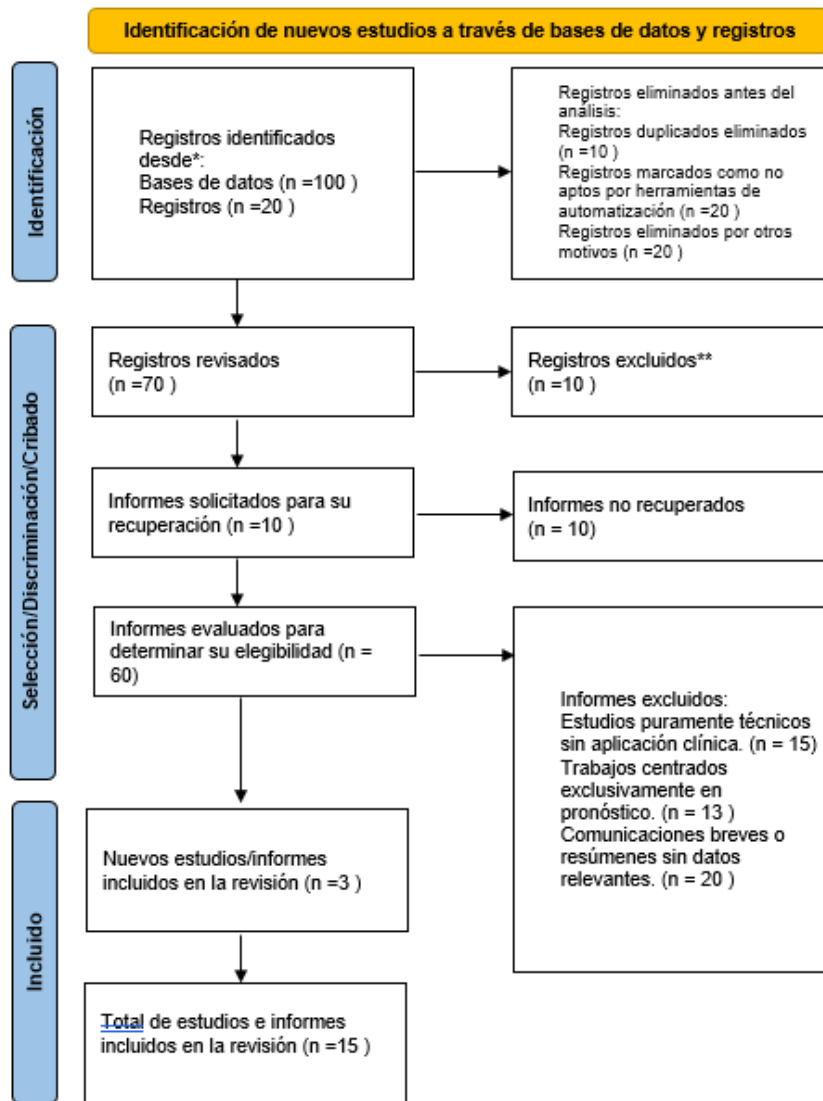 Identificación de nuevos estudios a través de bases de datos y registros
Identificación
Registros identificados
desde*:
Bases de datos (n =100 )
Registros (n =20 )
Registros eliminados antes del
análisis:
Registros duplicados eliminados
(n =10 )
Registros marcados como no
aptos por herramientas de
automatización (n =20 )
Registros eliminados por otros
motivos (n =20 )
Selección/Discriminación/Cribado
Registros revisados
(n =70 )
Registros excluidos**
(n =10 )
Informes solicitados para su
recuperación (n =10 )
Informes no recuperados
(n = 10)
Informes evaluados para
determinar su elegibilidad (n =
60)
Informes excluidos:
Estudios puramente técnicos
sin aplicación clínica. (n = 15)
Trabajos centrados
exclusivamente en
pronóstico. (n = 13 )
Comunicaciones breves o
resúmenes sin datos
relevantes. (n = 20 )
Incluido
Nuevos estudios/informes
incluidos en la revisión (n =3 )
Total de estudios e informes
incluidos en la revisión (n =15 )